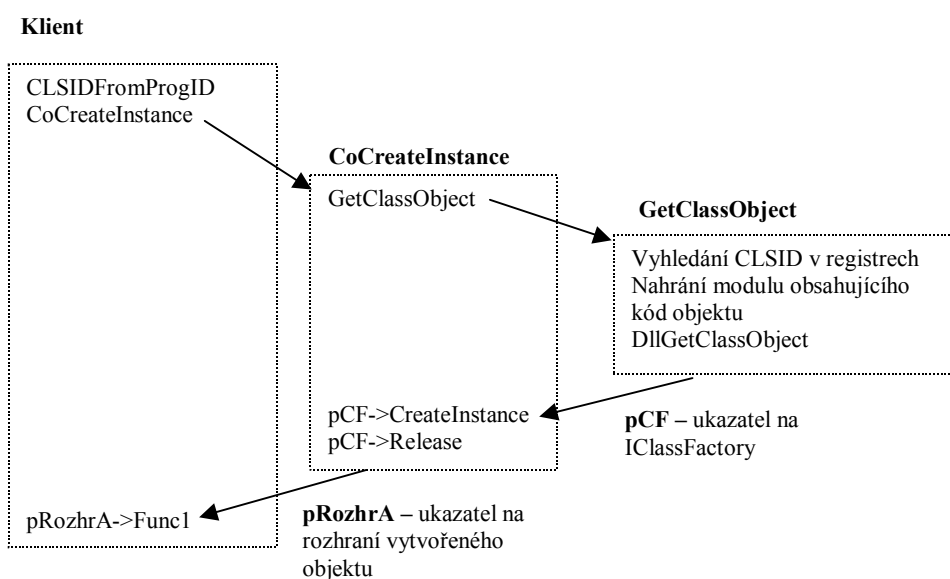 Klient
CLSIDFromProgID
CoCreateInstance
CoCreateInstance
GetClassObject
GetClassObject
Vyhledání CLSID v registrech
Nahrání modulu obsahujícího
kód objektu
DllGetClassObject
pCF->CreateInstance
pCF->Release
pCF – ukazatel na
IClassFactory
pRozhrA->Func1
pRozhrA – ukazatel na
rozhraní vytvořeného
objektu